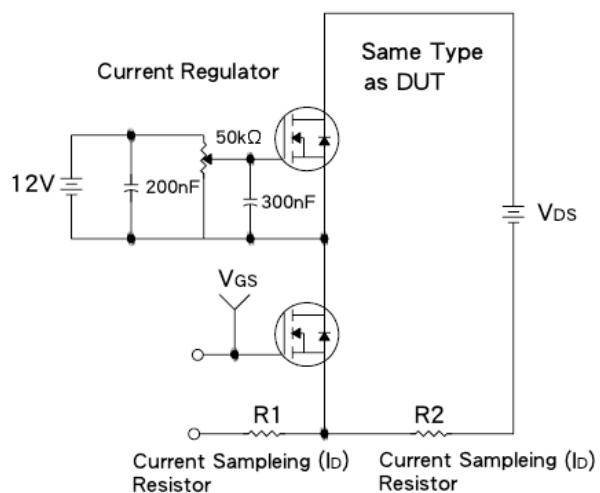 Same Type
as DUT
Current Regulator
50kΩ
12V
200nF
300nF
VDS
VGS
R1
R2
Current Sampleing (ID)
Resistor
Current Sampleing (ID)
Resistor